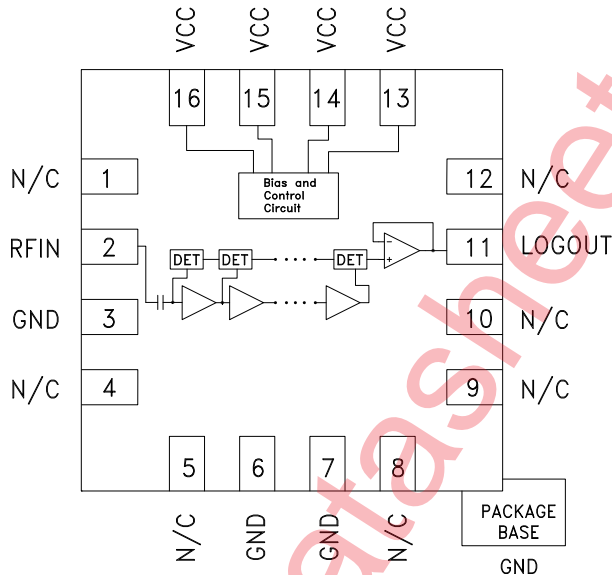 VCC
VCC
VCC
VCC
16
15
14
13
N/C
1
Bias and
Control
Circuit
12
N/C
RFIN
2
DET
DET
DET
-
+
11
LOGOUT
GND
3
10
N/C
N/C
4
9
N/C
5
6
7
8
N/C
GND
GND
N/C
PACKAGE
BASE
GND
atasheet